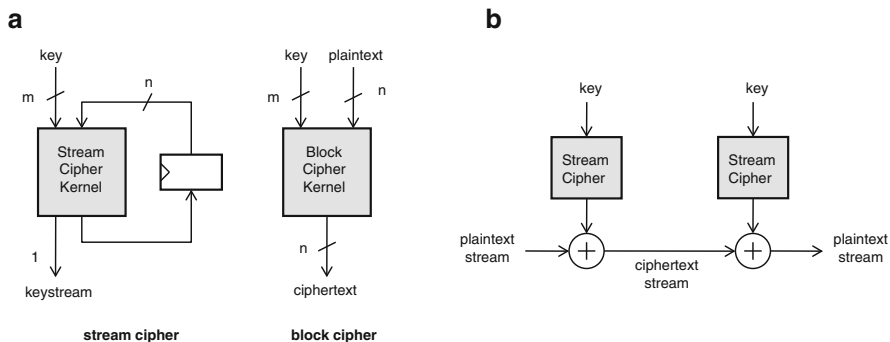 a
key
m
n
Stream
Cipher
Kernel
1
keystream
stream cipher
key
plaintext
m
n
Block
Cipher
Kernel
n
ciphertext
block cipher
b
key
key
Stream
Cipher
Stream
Cipher
plaintext
stream
+
ciphertext
stream
+
plaintext
stream